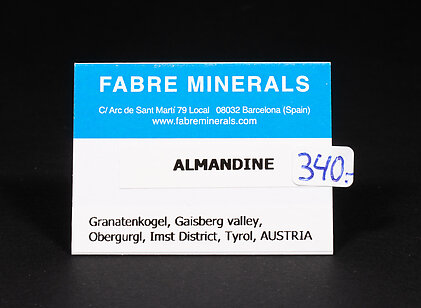 FABRE MINERALS
C/ Arc de Sant Martí 79 Local 08032 Barcelona (Spain)
www.fabreminerals.com
ALMANDINE
340.-
Granatenkogel, Gaisberg valley,
Obergurgl, Imst District, Tyrol, AUSTRIA